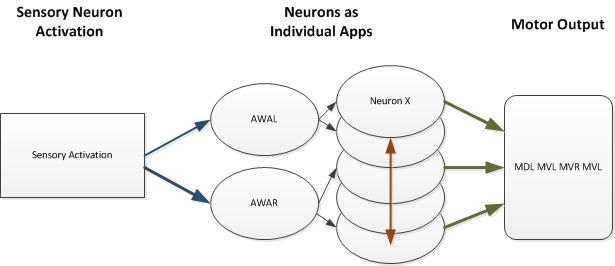 Sensory Neuron
Activation
Neurons as
Individual Apps
Motor Output
Sensory Activation
AWAL
AWAR
Neuron X
MDL MVL MVR MVL